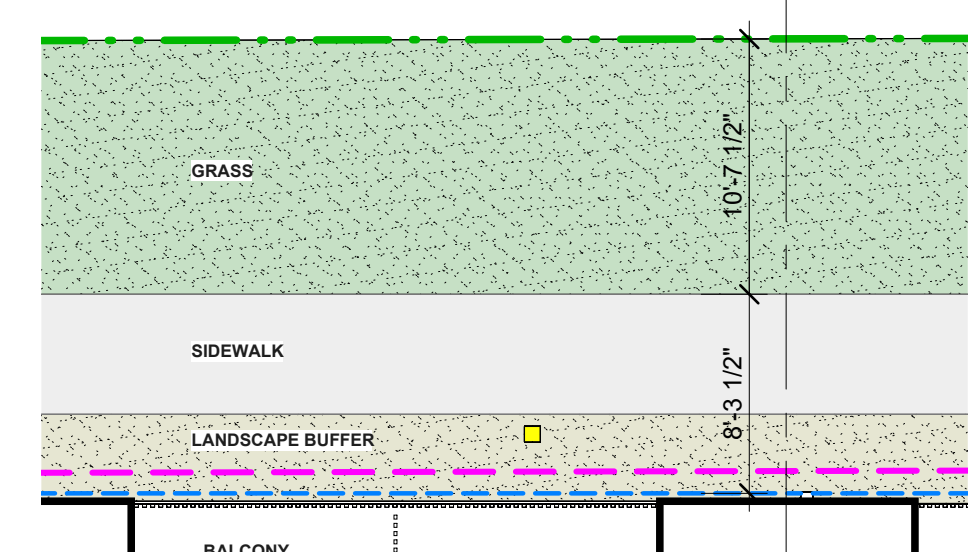 GRASS
10'-7 1/2"
SIDEWALK
8'-3 1/2"
LANDSCAPE BUFFER
BALCONY